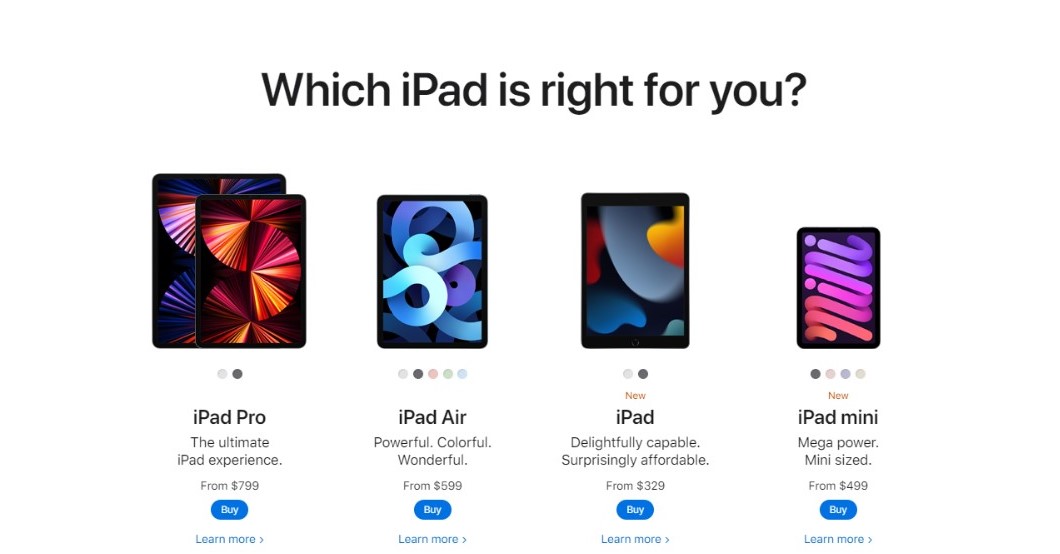 Which iPad is right for you?
iPad Pro
The ultimate
iPad experience.
From $799
Buy
Learn more >
iPad Air
Powerful. Colorful.
Wonderful.
From $599
Buy
Learn more >
New
iPad
Delightfully capable.
Surprisingly affordable.
From $329
Buy
Learn more >
New
iPad mini
Mega power.
Mini sized.
From $499
Buy
Learn more >